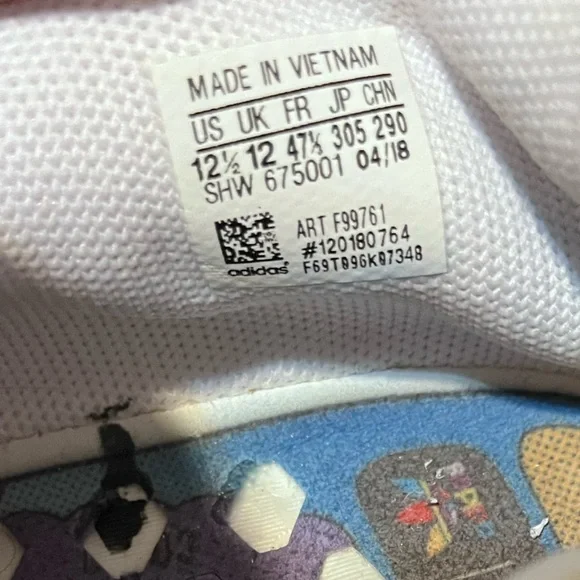 MADE IN VIETNAM
US UK FR JP CHN
12½ 12 47⅓ 305 290
SHW 675001 04/18
ART F99761
#120180764
F69T09GK07348
adidas